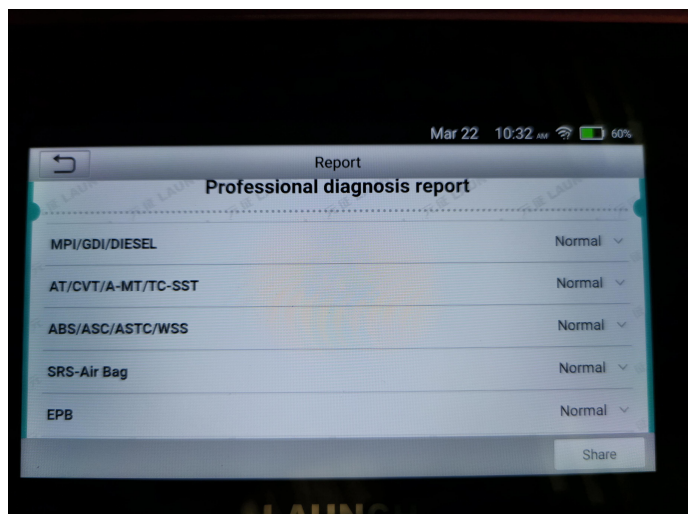 Mar 22 10:32 AM 60%
Report
Professional diagnosis report
MPI/GDI/DIESEL Normal
AT/CVT/A-MT/TC-SST Normal
ABS/ASC/ASTC/WSS Normal
SRS-Air Bag Normal
EPB Normal
Share
LAUNCH